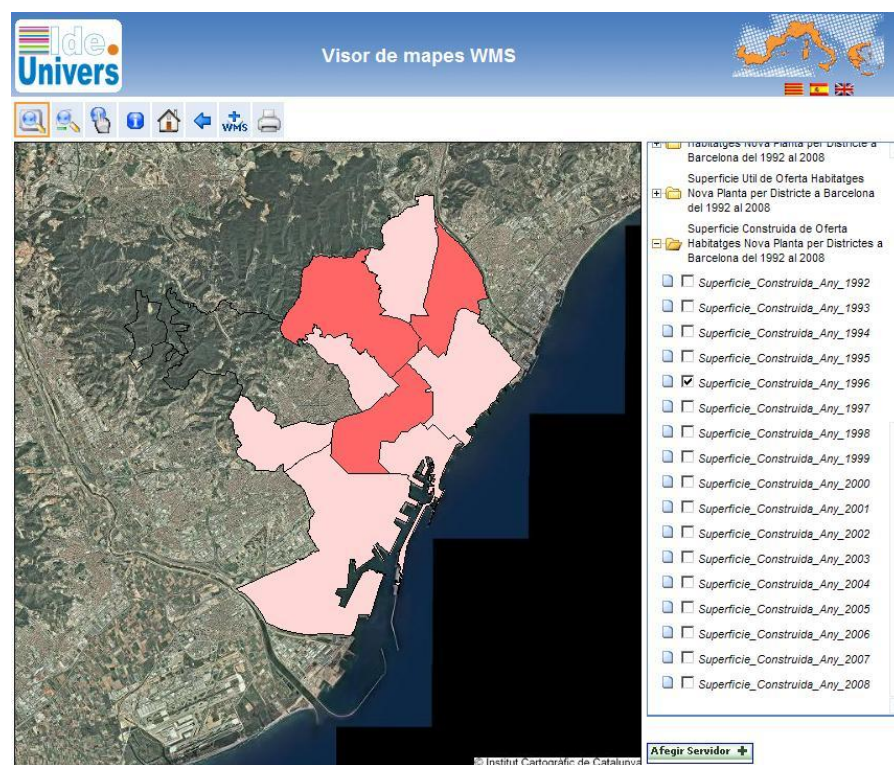 Ide
Univers
Visor de mapes WMS
WMS
Habitatges Nova Planta per Districte a
Barcelona del 1992 al 2008
Superficie Util de Oferta Habitatges
Nova Planta per Districte a Barcelona
del 1992 al 2008
Superficie Construida de Oferta
Habitatges Nova Planta per Districtes a
Barcelona del 1992 al 2008
Superficie_Construida_Any_1992
Superficie_Construida_Any_1993
Superficie_Construida_Any_1994
Superficie_Construida_Any_1995
Superficie_Construida_Any_1996
Superficie_Construida_Any_1997
Superficie_Construida_Any_1998
Superficie_Construida_Any_1999
Superficie_Construida_Any_2000
Superficie_Construida_Any_2001
Superficie_Construida_Any_2002
Superficie_Construida_Any_2003
Superficie_Construida_Any_2004
Superficie_Construida_Any_2005
Superficie_Construida_Any_2006
Superficie_Construida_Any_2007
Superficie_Construida_Any_2008
© Institut Cartogràfic de Catalunya
Afegir Servidor